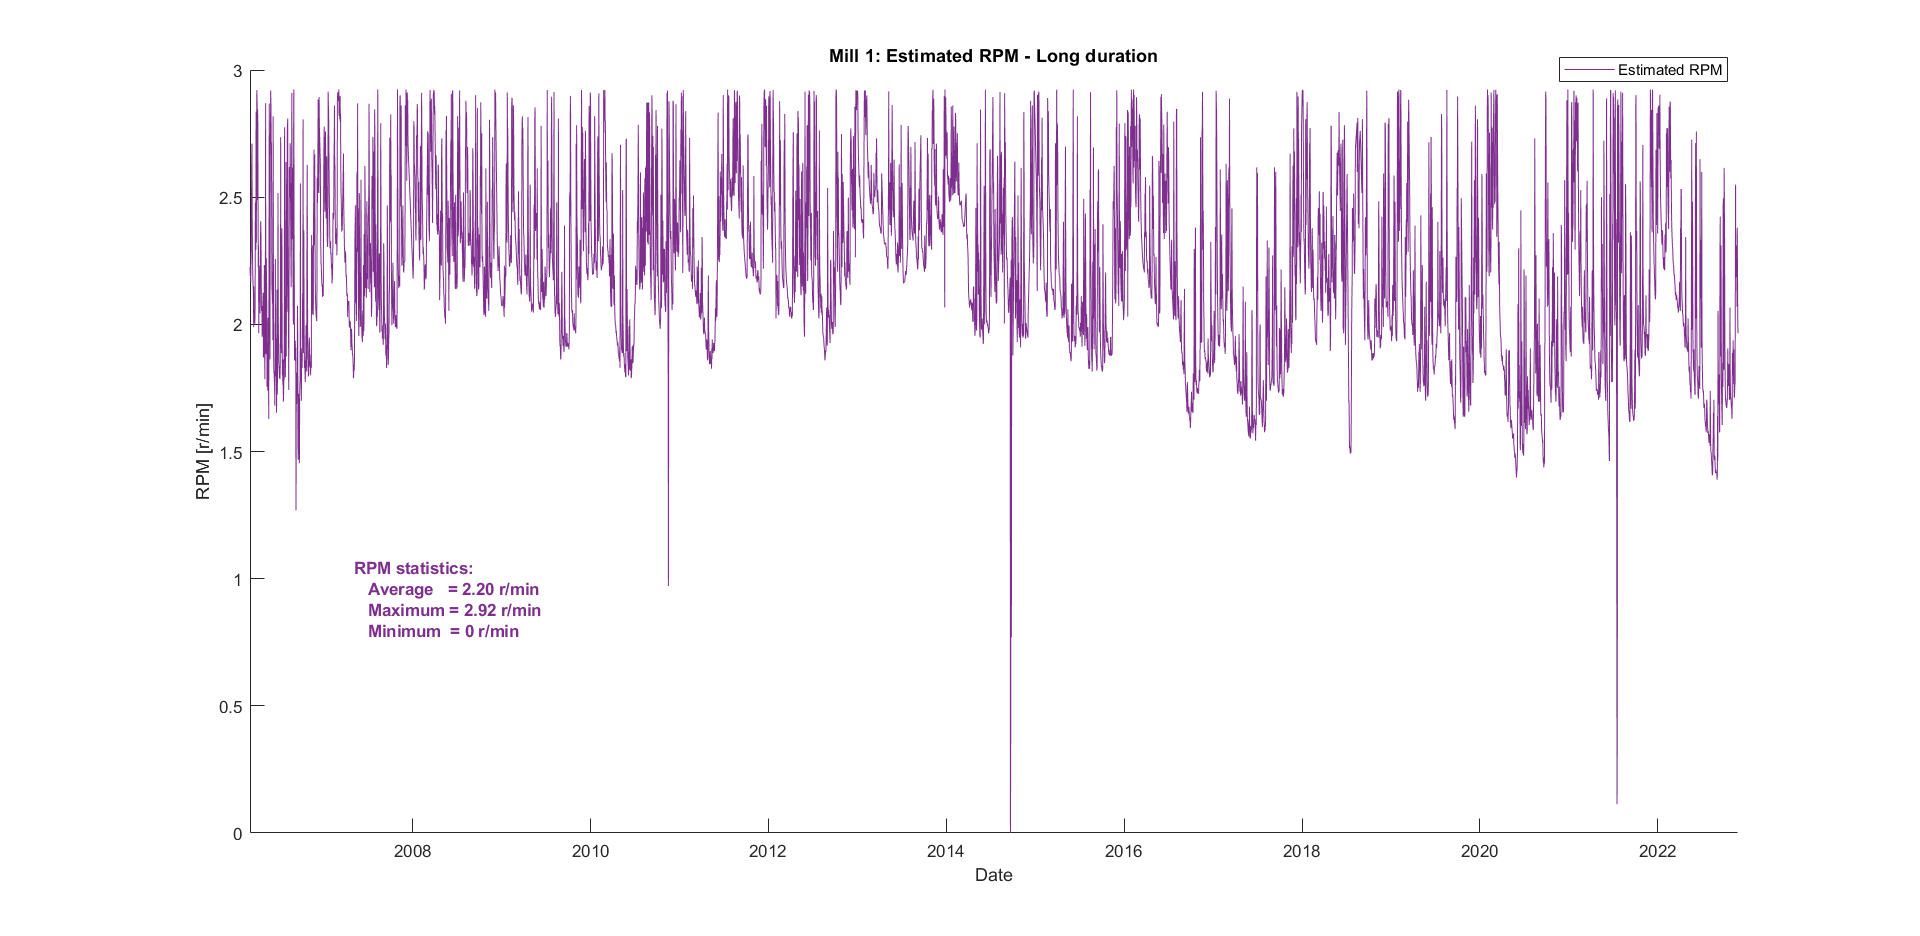 Mill 1: Estimated RPM - Long duration
Estimated RPM
3
2.5
2
1.5
1
0.5
0
RPM [r/min]
RPM statistics:
Average = 2.20 r/min
Maximum = 2.92 r/min
Minimum = 0 r/min
2008 2010 2012 2014 2016 2018 2020 2022
Date